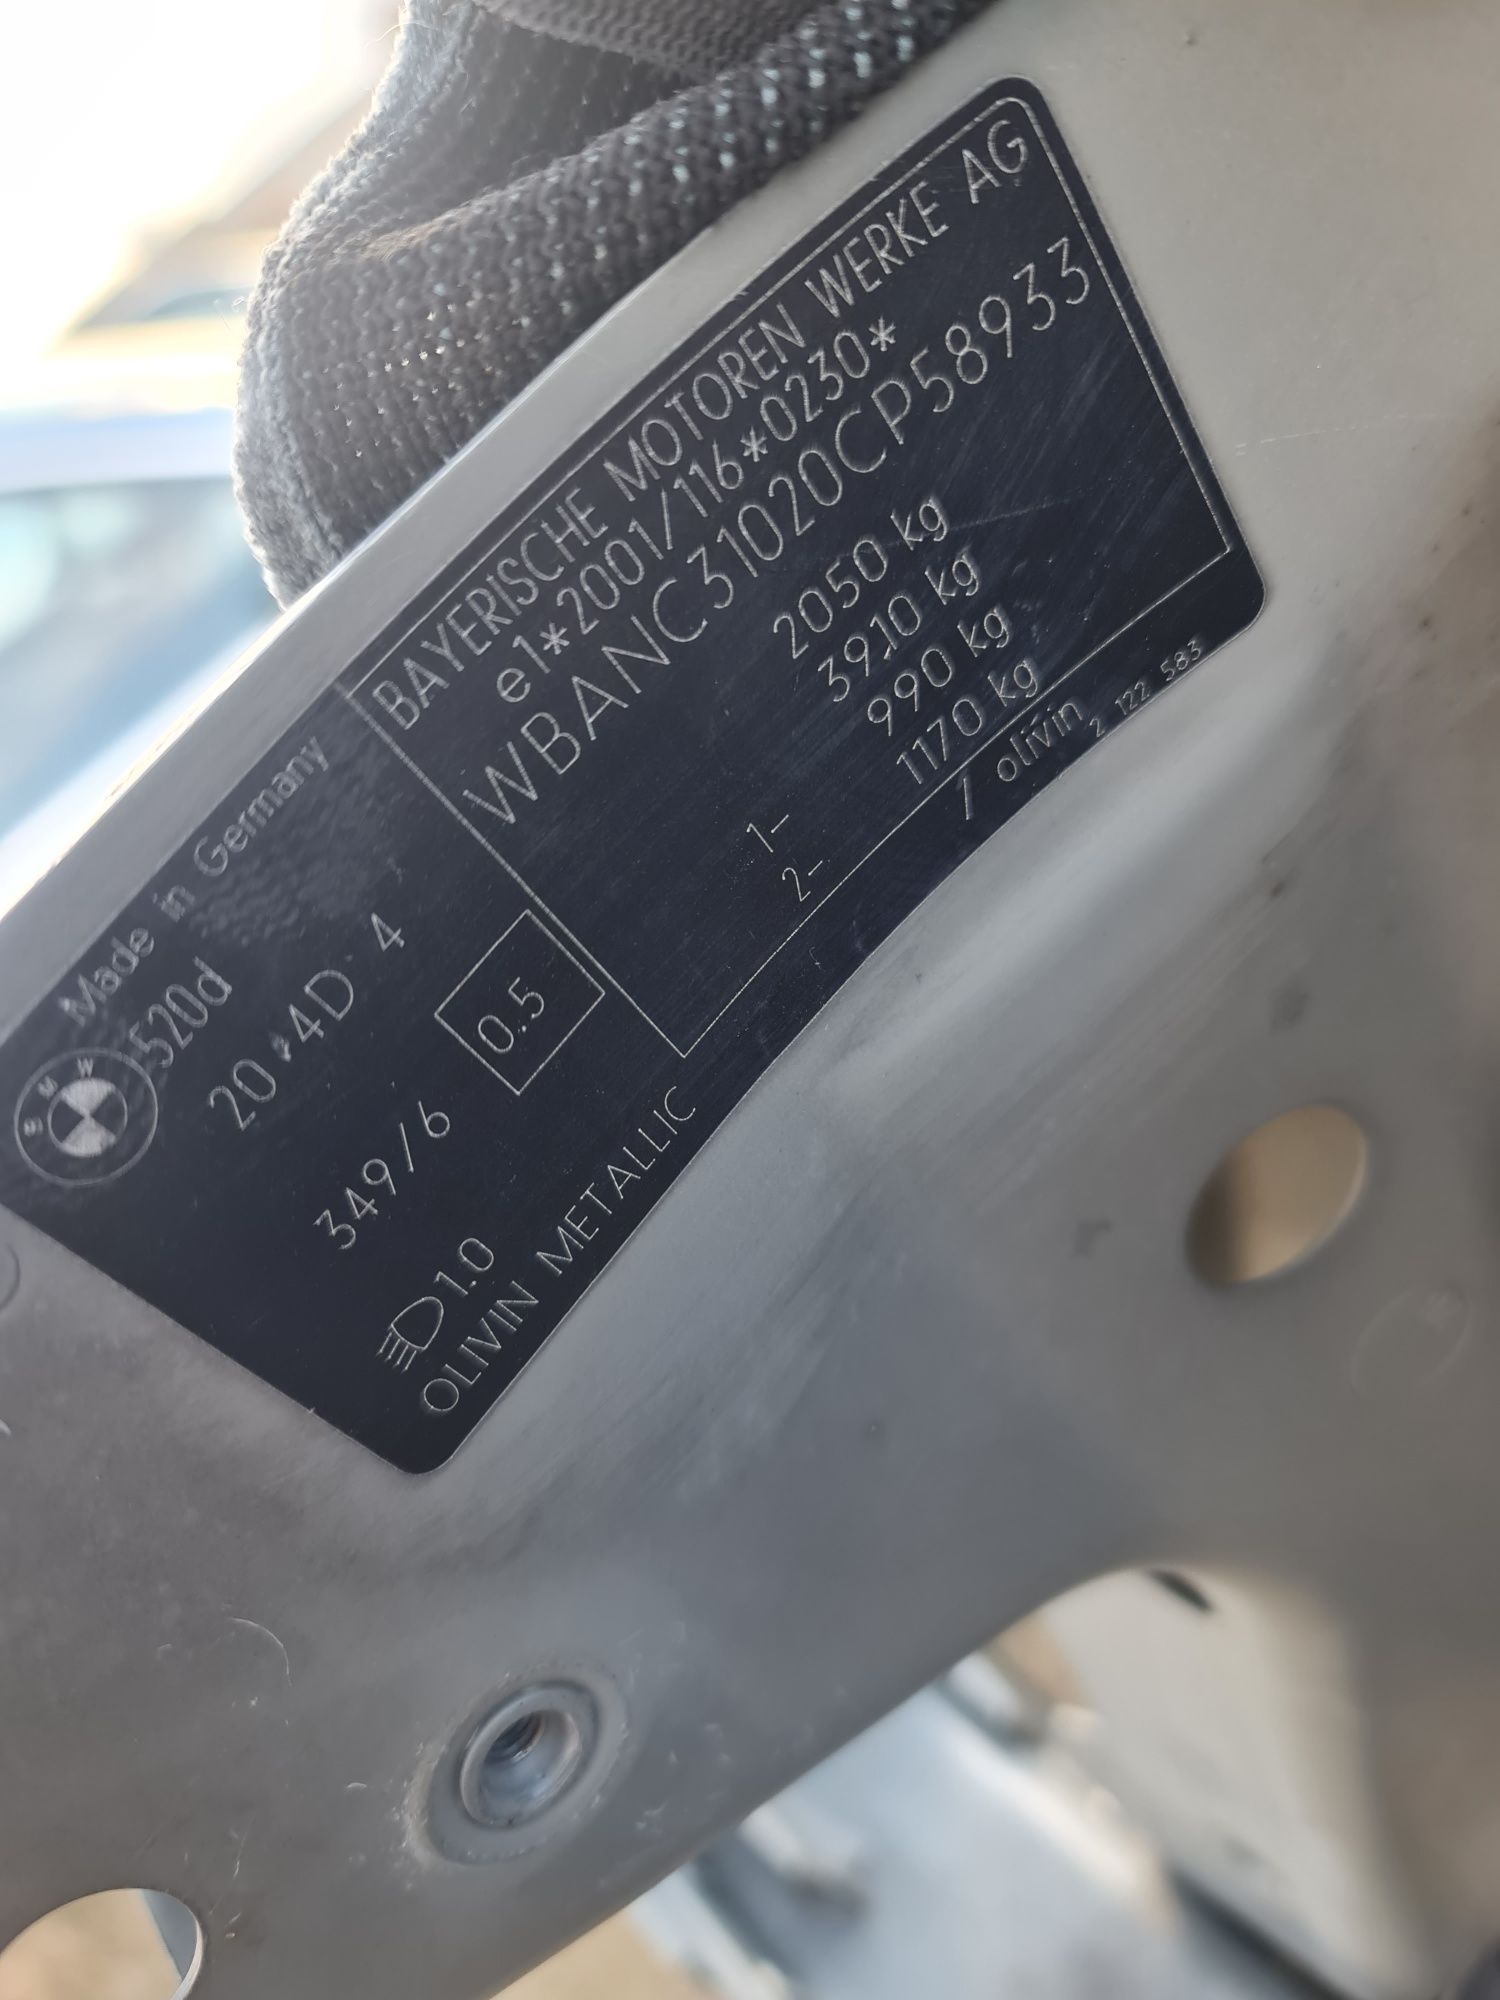 BAYERISCHE MOTOREN WERKE AG
e1*2001/116*0230*
WBANC31020CP58933
2050 kg
3910 kg
1- 990 kg
2- 1170 kg
/ olivin 2 122 583
Made in Germany
BMW 520d
20 4D 4
349/6 0.5
1.0
OLIVIN METALLIC